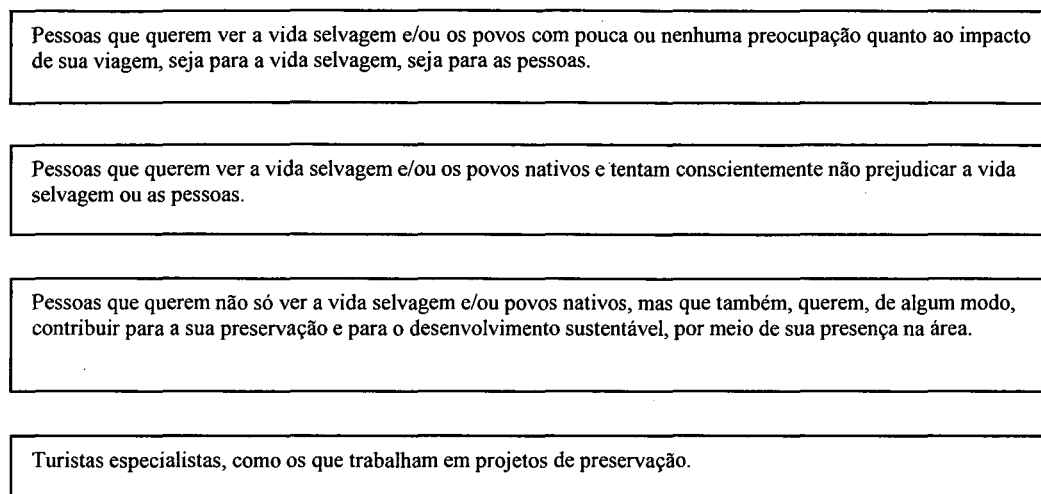 Pessoas que querem ver a vida selvagem e/ou os povos com pouca ou nenhuma preocupação quanto ao impacto
de sua viagem, seja para a vida selvagem, seja para as pessoas.
Pessoas que querem ver a vida selvagem e/ou os povos nativos e tentam conscientemente não prejudicar a vida
selvagem ou as pessoas.
Pessoas que querem não só ver a vida selvagem e/ou povos nativos, mas que também, querem, de algum modo,
contribuir para a sua preservação e para o desenvolvimento sustentável, por meio de sua presença na área.
Turistas especialistas, como os que trabalham em projetos de preservação.